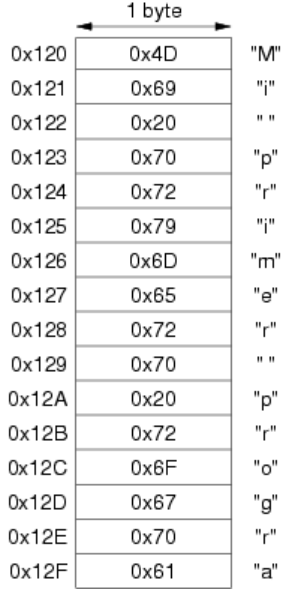 1 byte
0x120 0x4D "M"
0x121 0x69 "i"
0x122 0x20 " "
0x123 0x70 "p"
0x124 0x72 "r"
0x125 0x79 "i"
0x126 0x6D "m"
0x127 0x65 "e"
0x128 0x72 "r"
0x129 0x70 " "
0x12A 0x20 "p"
0x12B 0x72 "r"
0x12C 0x6F "o"
0x12D 0x67 "g"
0x12E 0x70 "r"
0x12F 0x61 "a"